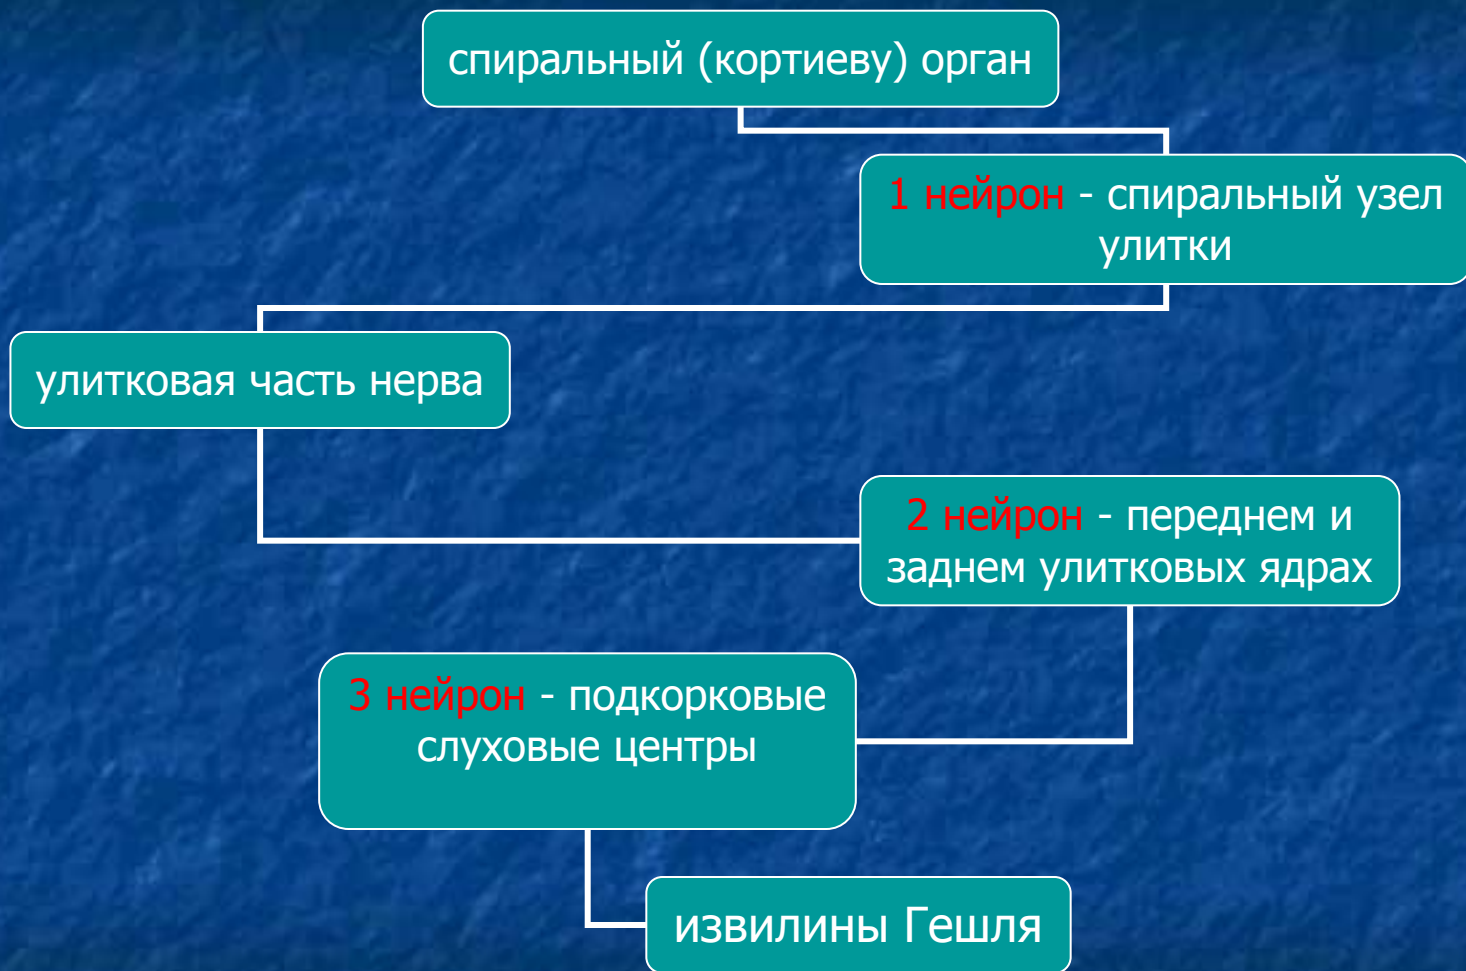 спиральный (кортиеву) орган
1 нейрон - спиральный узел
улитки
улитковая часть нерва
2 нейрон - переднем и
заднем улитковых ядрах
3 нейрон - подкорковые
слуховые центры
извилины Гешля